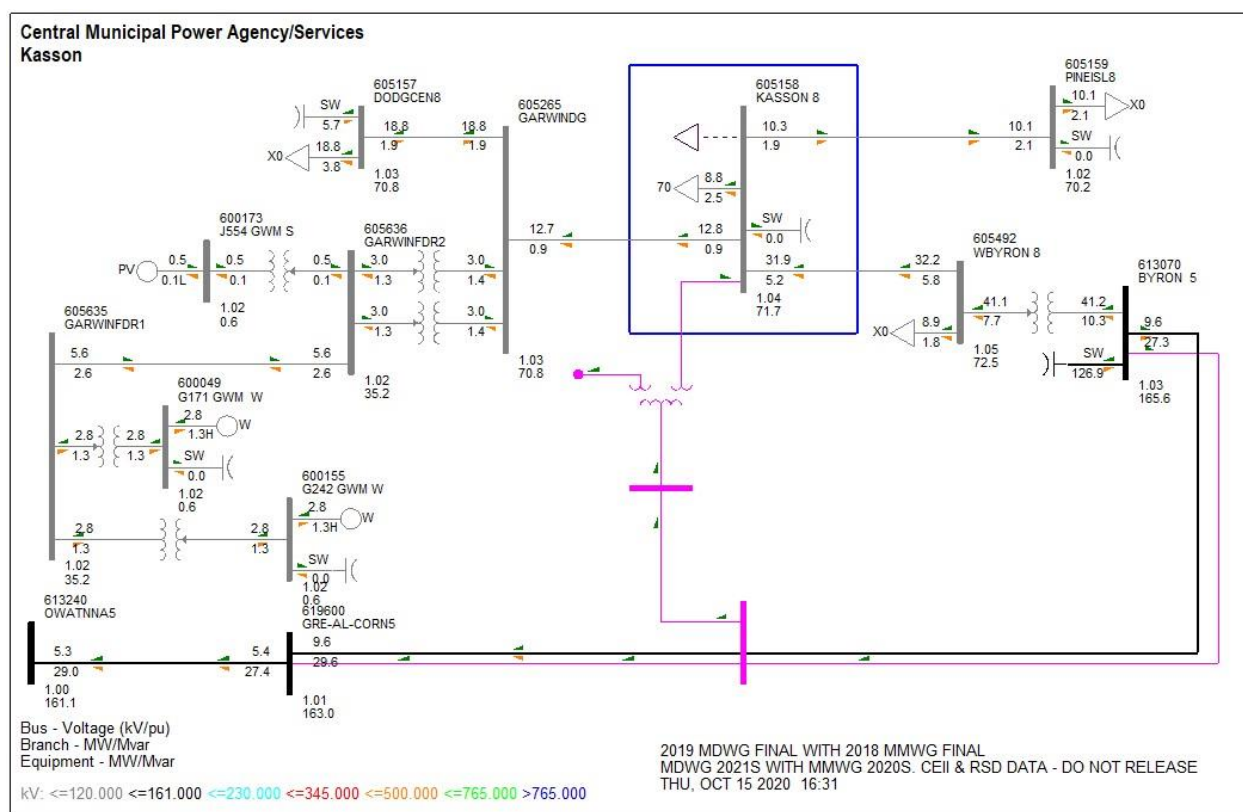 Central Municipal Power Agency/Services
Kasson
605157
DODGCEN8
SW
5.7
18.8
3.8
X0
18.8
1.9
18.8
1.9
1.03
70.8
605265
GARWINDG
605158
KASSON 8
10.3
1.9
70
8.8
2.5
SW
0.0
12.7
0.9
12.8
0.9
31.9
5.2
1.04
71.7
605159
PINEISL8
10.1
2.1
X0
10.1
2.1
SW
0.0
1.02
70.2
600173
J554 GWM S
PV
0.5
0.1L
0.5
0.1
0.5
0.1
1.02
0.6
605636
GARWINFDR2
3.0
1.3
3.0
1.4
3.0
1.3
3.0
1.4
1.03
70.8
605492
WBYRON 8
32.2
5.8
X0
8.9
1.8
41.1
7.7
41.2
10.3
1.05
72.5
613070
BYRON 5
9.6
27.3
SW
126.9
1.03
165.6
605635
GARWINFDR1
5.6
2.6
5.6
2.6
1.02
35.2
600049
G171 GWM W
2.8
1.3
2.8
1.3
2.8
1.3H
W
SW
0.0
1.02
0.6
600155
G242 GWM W
2.8
1.3
2.8
1.3
2.8
1.3H
W
SW
0.0
1.02
0.6
1.02
35.2
613240
OWATNNA5
5.3
29.0
5.4
27.4
1.00
161.1
619600
GRE-AL-CORN5
9.6
29.6
1.01
163.0
Bus - Voltage (kV/pu)
Branch - MW/Mvar
Equipment - MW/Mvar
kV: <=120.000 <=161.000 <=230.000 <=345.000 <=500.000 <=765.000 >765.000
2019 MDWG FINAL WITH 2018 MMWG FINAL
MDWG 2021S WITH MMWG 2020S. CEII & RSD DATA - DO NOT RELEASE
THU, OCT 15 2020 16:31